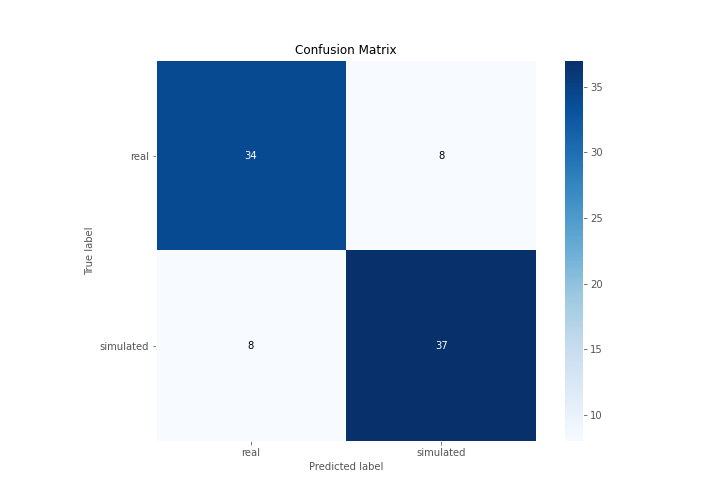 Confusion Matrix
True label
real
34
8
simulated
8
37
real
simulated
Predicted label
35
30
25
20
15
10